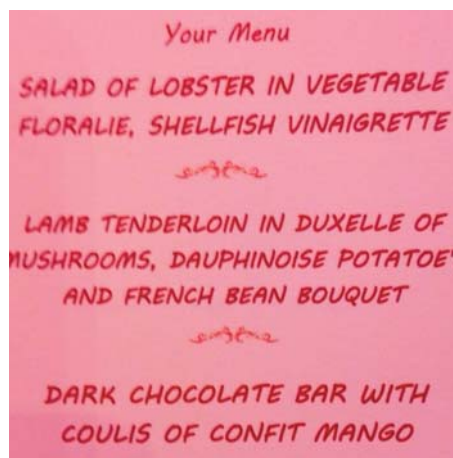 Your Menu
SALAD OF LOBSTER IN VEGETABLE
FLORALIE, SHELLFISH VINAIGRETTE
LAMB TENDERLOIN IN DUXELLE OF
MUSHROOMS, DAUPHINOISE POTATOE'
AND FRENCH BEAN BOUQUET
DARK CHOCOLATE BAR WITH
COULIS OF CONFIT MANGO